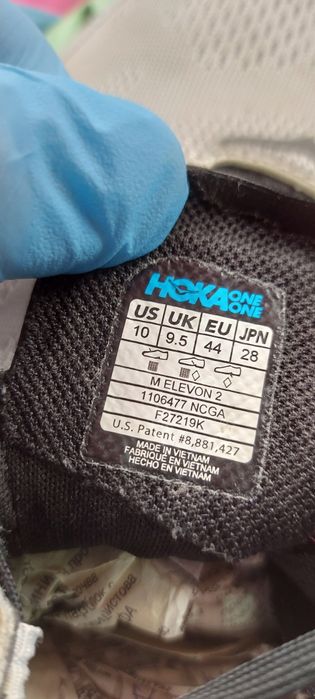 HOKA ONE ONE
US UK EU JPN
10 9.5 44 28
M ELEVON 2
1106477 NCGA
F27219K
U.S. Patent #8,881,427
MADE IN VIETNAM
FABRIQUÉ EN VIETNAM
HECHO EN VIETNAM